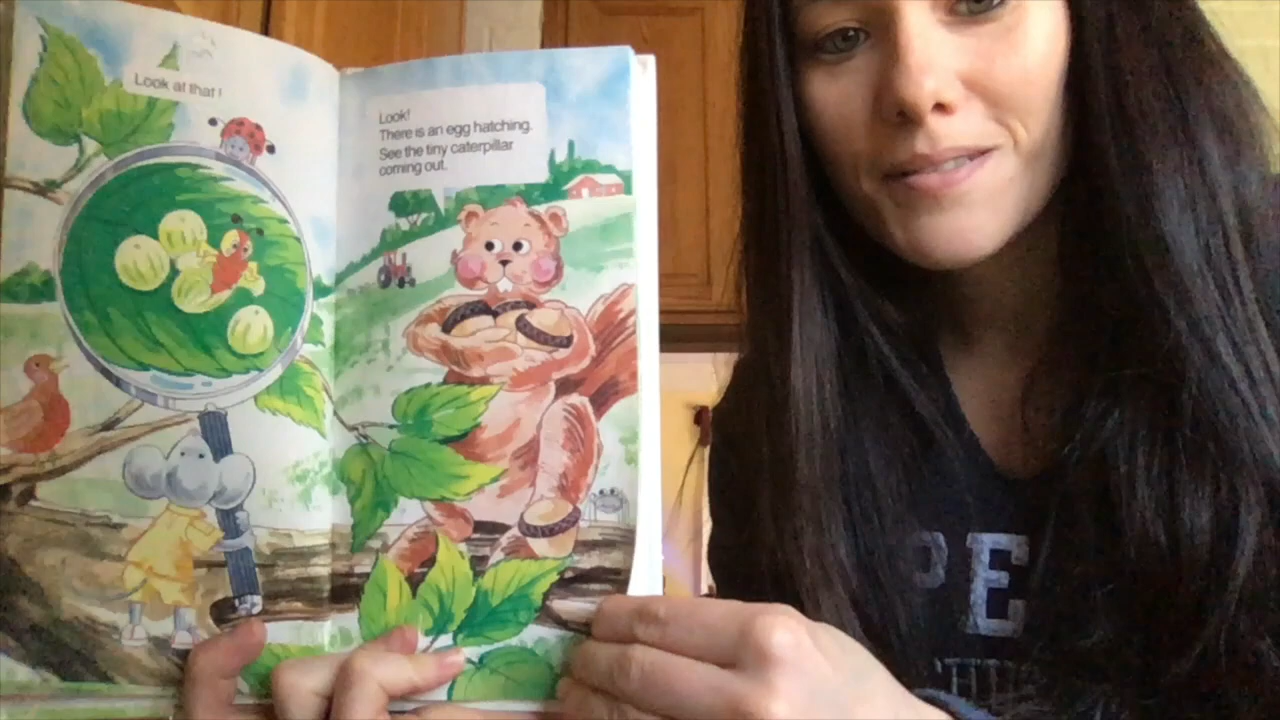 Look at that !
Look!
There is an egg hatching.
See the tiny caterpillar
coming out.
PE